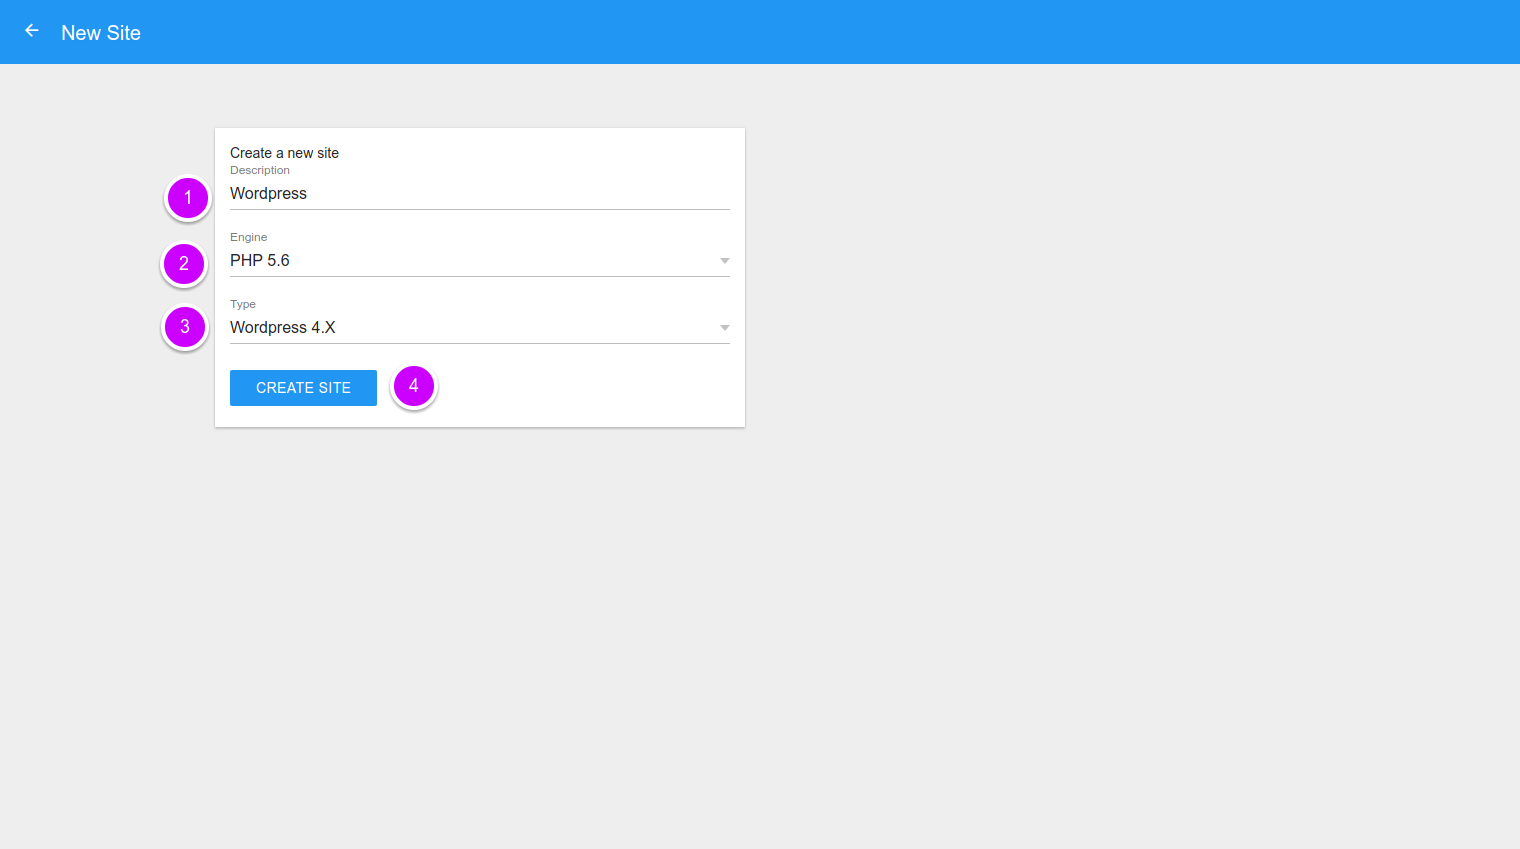 New Site
Create a new site
Description
1
Wordpress
Engine
2
PHP 5.6
Type
3
Wordpress 4.X
CREATE SITE
4